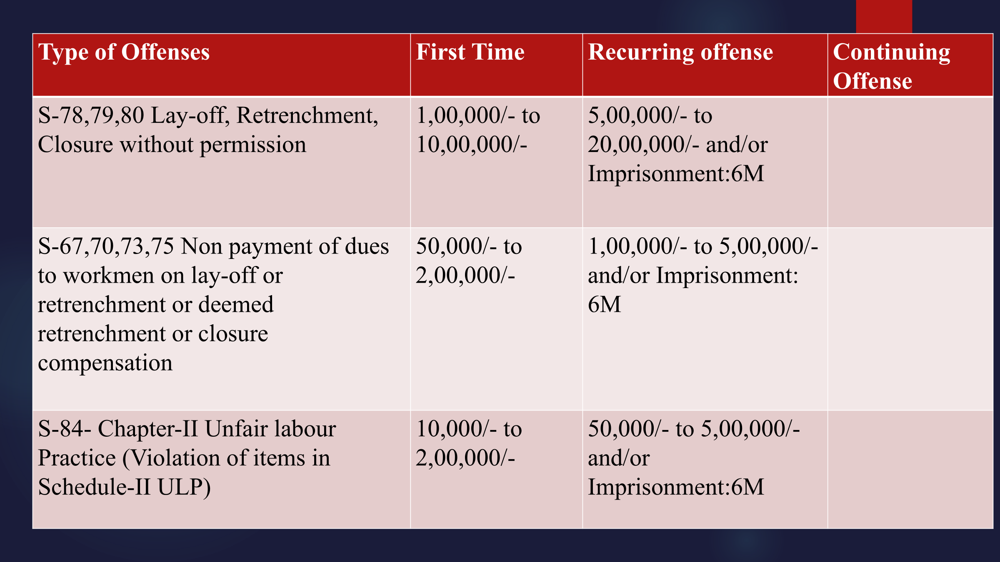 Type of Offenses
First Time
Recurring offense
Continuing
Offense
S-78,79,80 Lay-off, Retrenchment,
Closure without permission
1,00,000/- to
10,00,000/-
5,00,000/- to
20,00,000/- and/or
Imprisonment:6M
S-67,70,73,75 Non payment of dues
to workmen on lay-off or
retrenchment or deemed
retrenchment or closure
compensation
50,000/- to
2,00,000/-
1,00,000/- to 5,00,000/-
and/or Imprisonment:
6M
S-84- Chapter-II Unfair labour
Practice (Violation of items in
Schedule-II ULP)
10,000/- to
2,00,000/-
50,000/- to 5,00,000/-
and/or
Imprisonment:6M